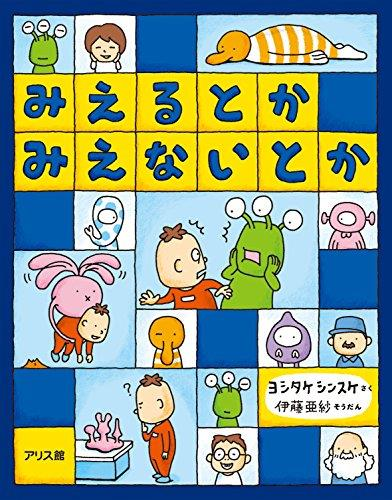 みえるとか
みえないとか
ヨシタケシンスケ さく
伊藤亜紗 そうだん
アリス館